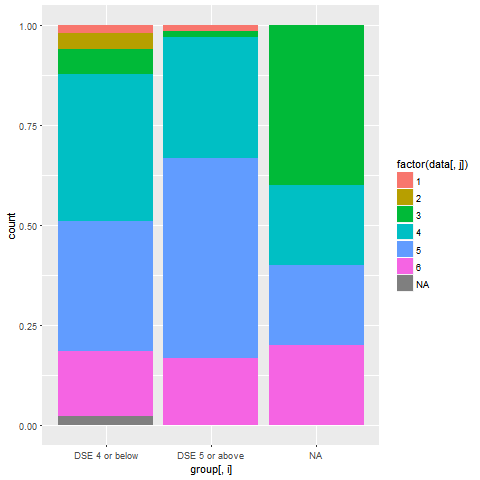 1.00
0.75
0.50
0.25
0.00
count
DSE 4 or below
DSE 5 or above
NA
group[, i]
factor(data[, j])
1
2
3
4
5
6
NA